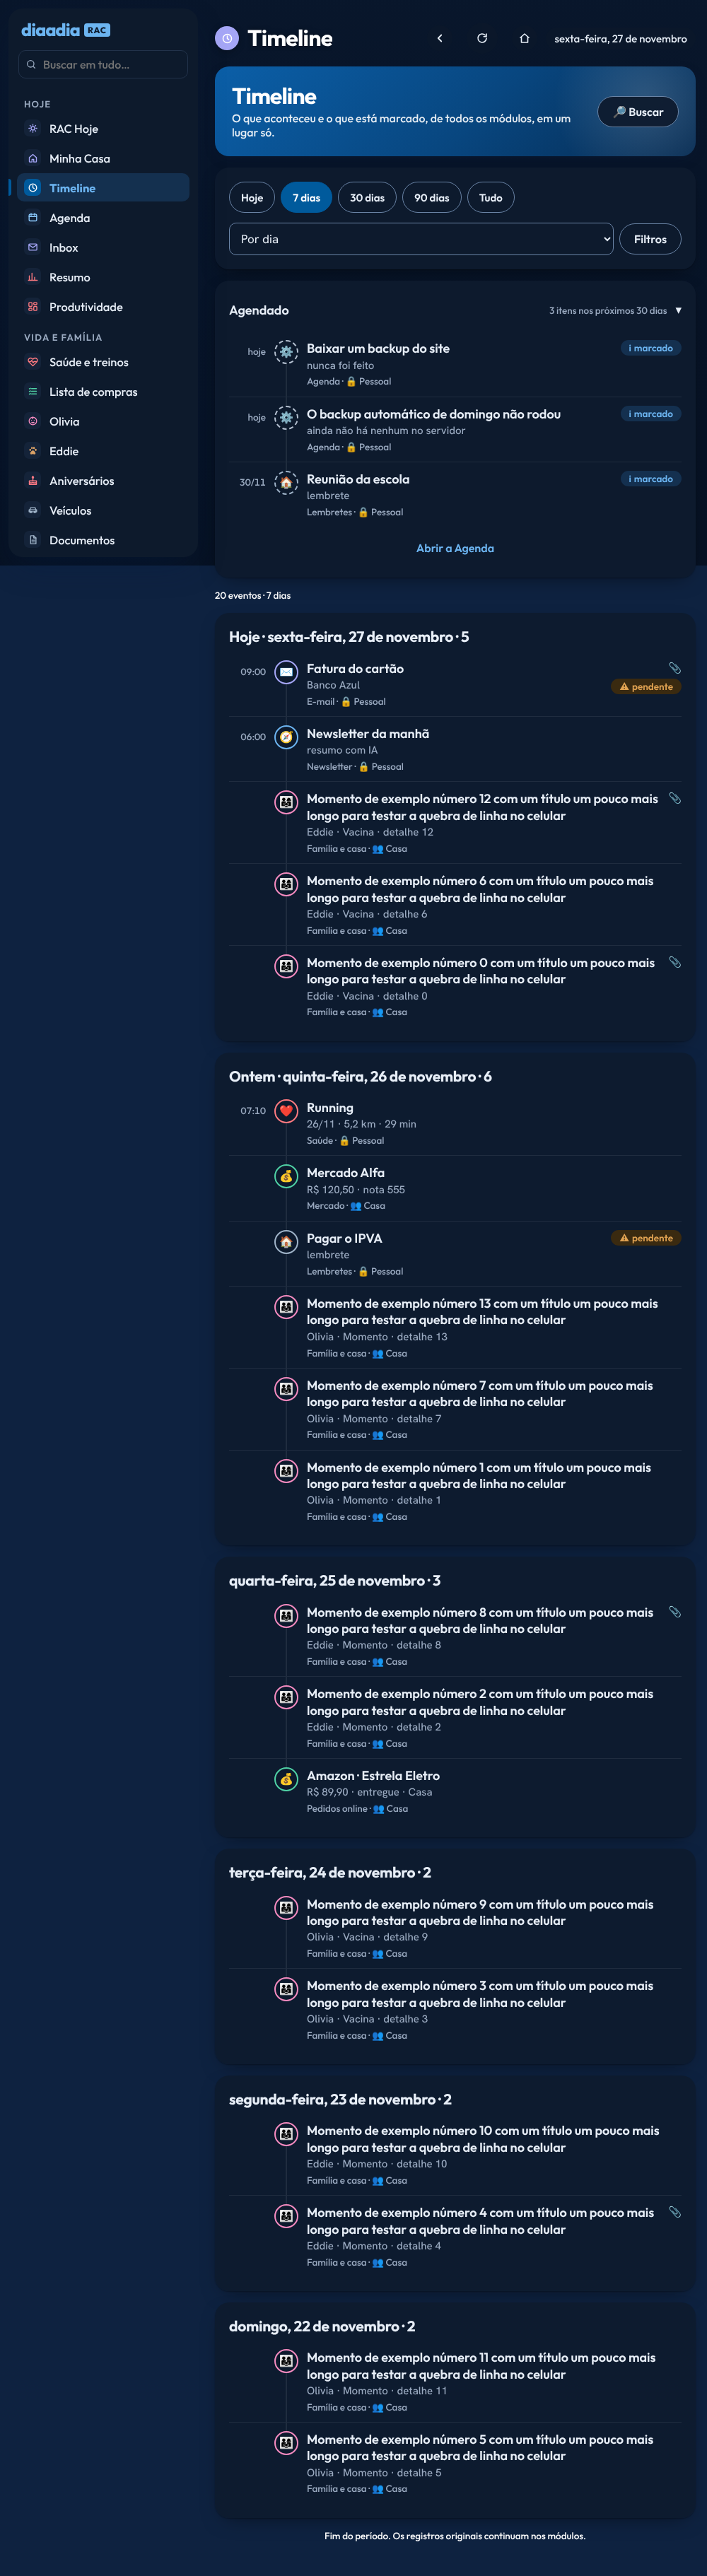 diaadia RAC
Buscar em tudo...
HOJE
RAC Hoje
Minha Casa
Timeline
Agenda
Inbox
Resumo
Produtividade
VIDA E FAMÍLIA
Saúde e treinos
Lista de compras
Olivia
Eddie
Aniversários
Veículos
Documentos
Timeline
sexta-feira, 27 de novembro
Timeline
O que aconteceu e o que está marcado, de todos os módulos, em um
lugar só.
🔎 Buscar
Hoje 7 dias 30 dias 90 dias Tudo
Por dia
Filtros
Agendado
3 itens nos próximos 30 dias ▾
hoje
Baixar um backup do site
i marcado
nunca foi feito
Agenda · 🔒 Pessoal
hoje
O backup automático de domingo não rodou
i marcado
ainda não há nenhum no servidor
Agenda · 🔒 Pessoal
30/11
Reunião da escola
i marcado
lembrete
Lembretes · 🔒 Pessoal
Abrir a Agenda
20 eventos · 7 dias
Hoje · sexta-feira, 27 de novembro · 5
09:00
Fatura do cartão
Banco Azul
⚠ pendente
E-mail · 🔒 Pessoal
06:00
Newsletter da manhã
resumo com IA
Newsletter · 🔒 Pessoal
Momento de exemplo número 12 com um título um pouco mais
longo para testar a quebra de linha no celular
Eddie · Vacina · detalhe 12
Família e casa · 👥 Casa
Momento de exemplo número 6 com um título um pouco mais
longo para testar a quebra de linha no celular
Eddie · Vacina · detalhe 6
Família e casa · 👥 Casa
Momento de exemplo número 0 com um título um pouco mais
longo para testar a quebra de linha no celular
Eddie · Vacina · detalhe 0
Família e casa · 👥 Casa
Ontem · quinta-feira, 26 de novembro · 6
07:10
Running
26/11 · 5,2 km · 29 min
Saúde · 🔒 Pessoal
Mercado Alfa
R$ 120,50 · nota 555
Mercado · 👥 Casa
Pagar o IPVA
⚠ pendente
lembrete
Lembretes · 🔒 Pessoal
Momento de exemplo número 13 com um título um pouco mais
longo para testar a quebra de linha no celular
Olivia · Momento · detalhe 13
Família e casa · 👥 Casa
Momento de exemplo número 7 com um título um pouco mais
longo para testar a quebra de linha no celular
Olivia · Momento · detalhe 7
Família e casa · 👥 Casa
Momento de exemplo número 1 com um título um pouco mais
longo para testar a quebra de linha no celular
Olivia · Momento · detalhe 1
Família e casa · 👥 Casa
quarta-feira, 25 de novembro · 3
Momento de exemplo número 8 com um título um pouco mais
longo para testar a quebra de linha no celular
Eddie · Momento · detalhe 8
Família e casa · 👥 Casa
Momento de exemplo número 2 com um título um pouco mais
longo para testar a quebra de linha no celular
Eddie · Momento · detalhe 2
Família e casa · 👥 Casa
Amazon · Estrela Eletro
R$ 89,90 · entregue · Casa
Pedidos online · 👥 Casa
terça-feira, 24 de novembro · 2
Momento de exemplo número 9 com um título um pouco mais
longo para testar a quebra de linha no celular
Olivia · Vacina · detalhe 9
Família e casa · 👥 Casa
Momento de exemplo número 3 com um título um pouco mais
longo para testar a quebra de linha no celular
Olivia · Vacina · detalhe 3
Família e casa · 👥 Casa
segunda-feira, 23 de novembro · 2
Momento de exemplo número 10 com um título um pouco mais
longo para testar a quebra de linha no celular
Eddie · Momento · detalhe 10
Família e casa · 👥 Casa
Momento de exemplo número 4 com um título um pouco mais
longo para testar a quebra de linha no celular
Eddie · Momento · detalhe 4
Família e casa · 👥 Casa
domingo, 22 de novembro · 2
Momento de exemplo número 11 com um título um pouco mais
longo para testar a quebra de linha no celular
Olivia · Momento · detalhe 11
Família e casa · 👥 Casa
Momento de exemplo número 5 com um título um pouco mais
longo para testar a quebra de linha no celular
Olivia · Momento · detalhe 5
Família e casa · 👥 Casa
Fim do período. Os registros originais continuam nos módulos.